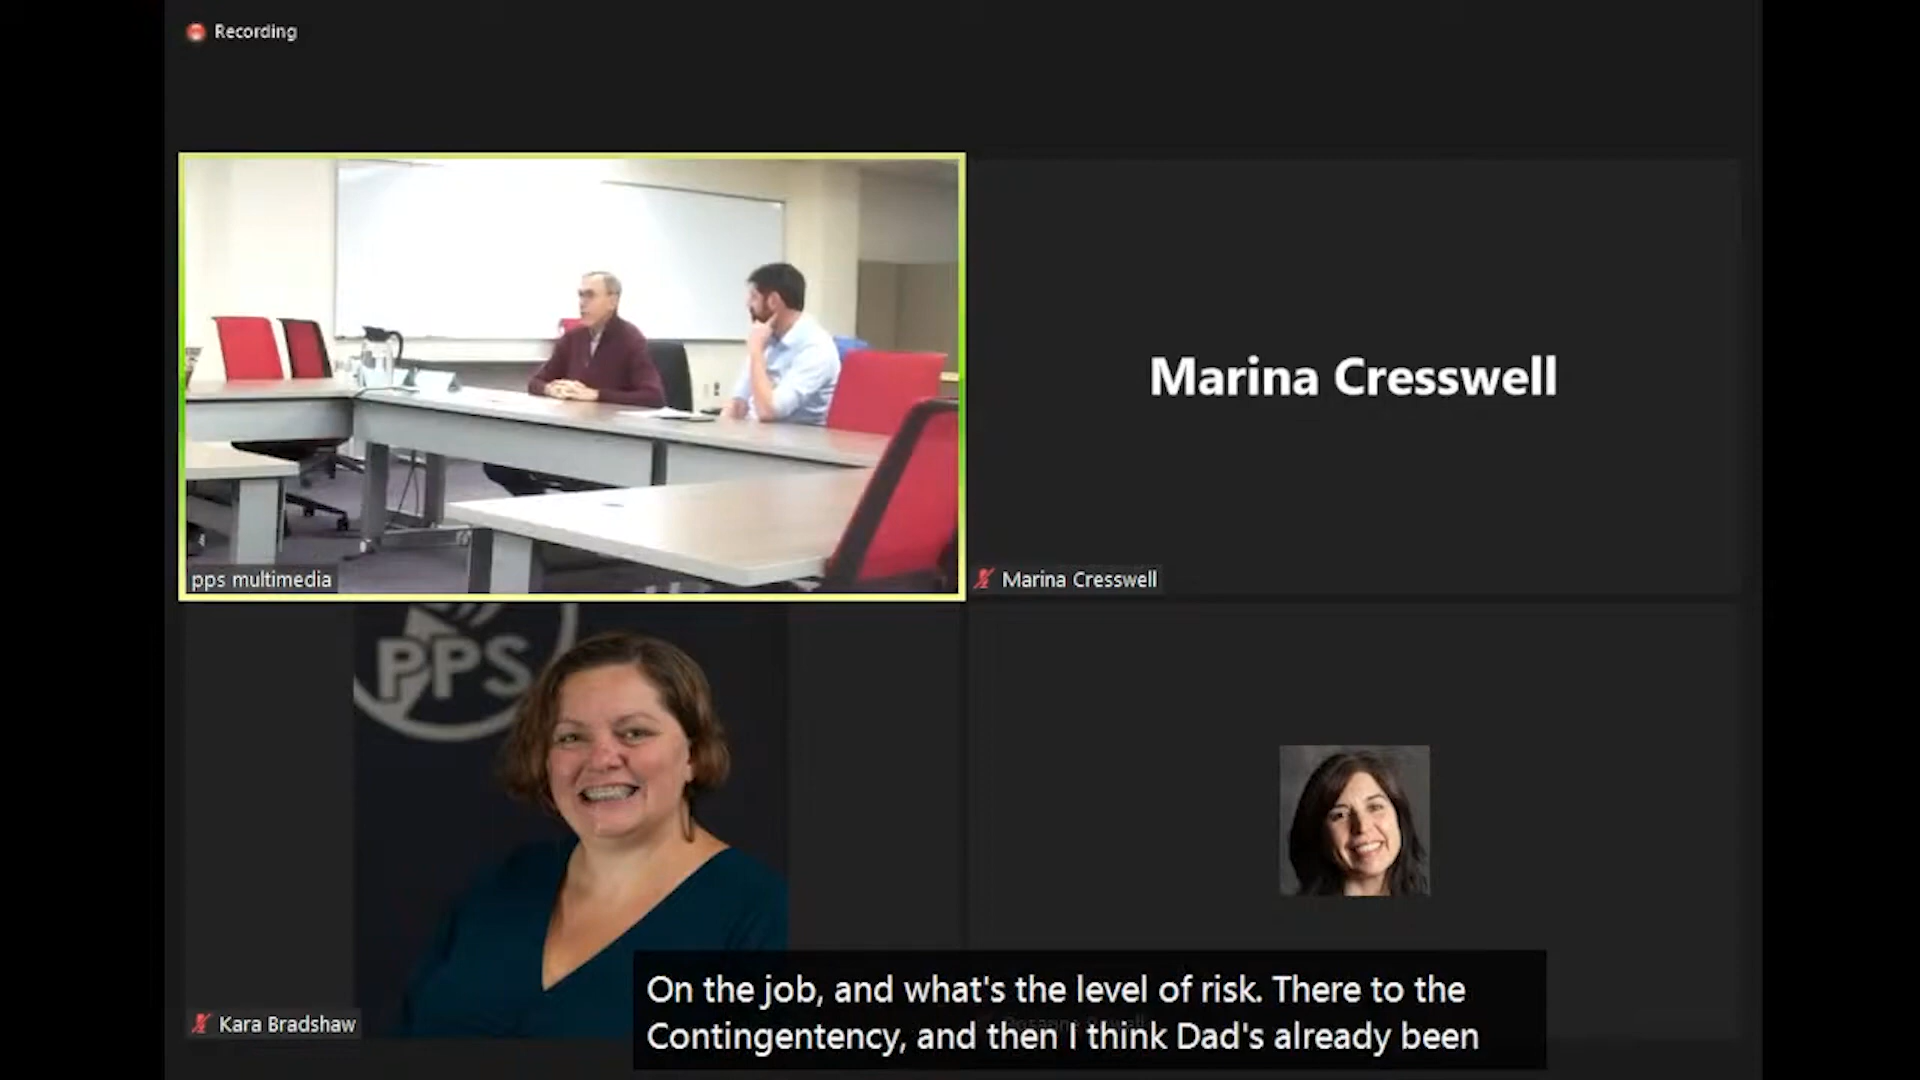 Recording
Marina Cresswell
pps multimedia
Marina Cresswell
PPS
Kara Bradshaw
On the job, and what's the level of risk. There to the
Contingentency, and then I think Dad's already been